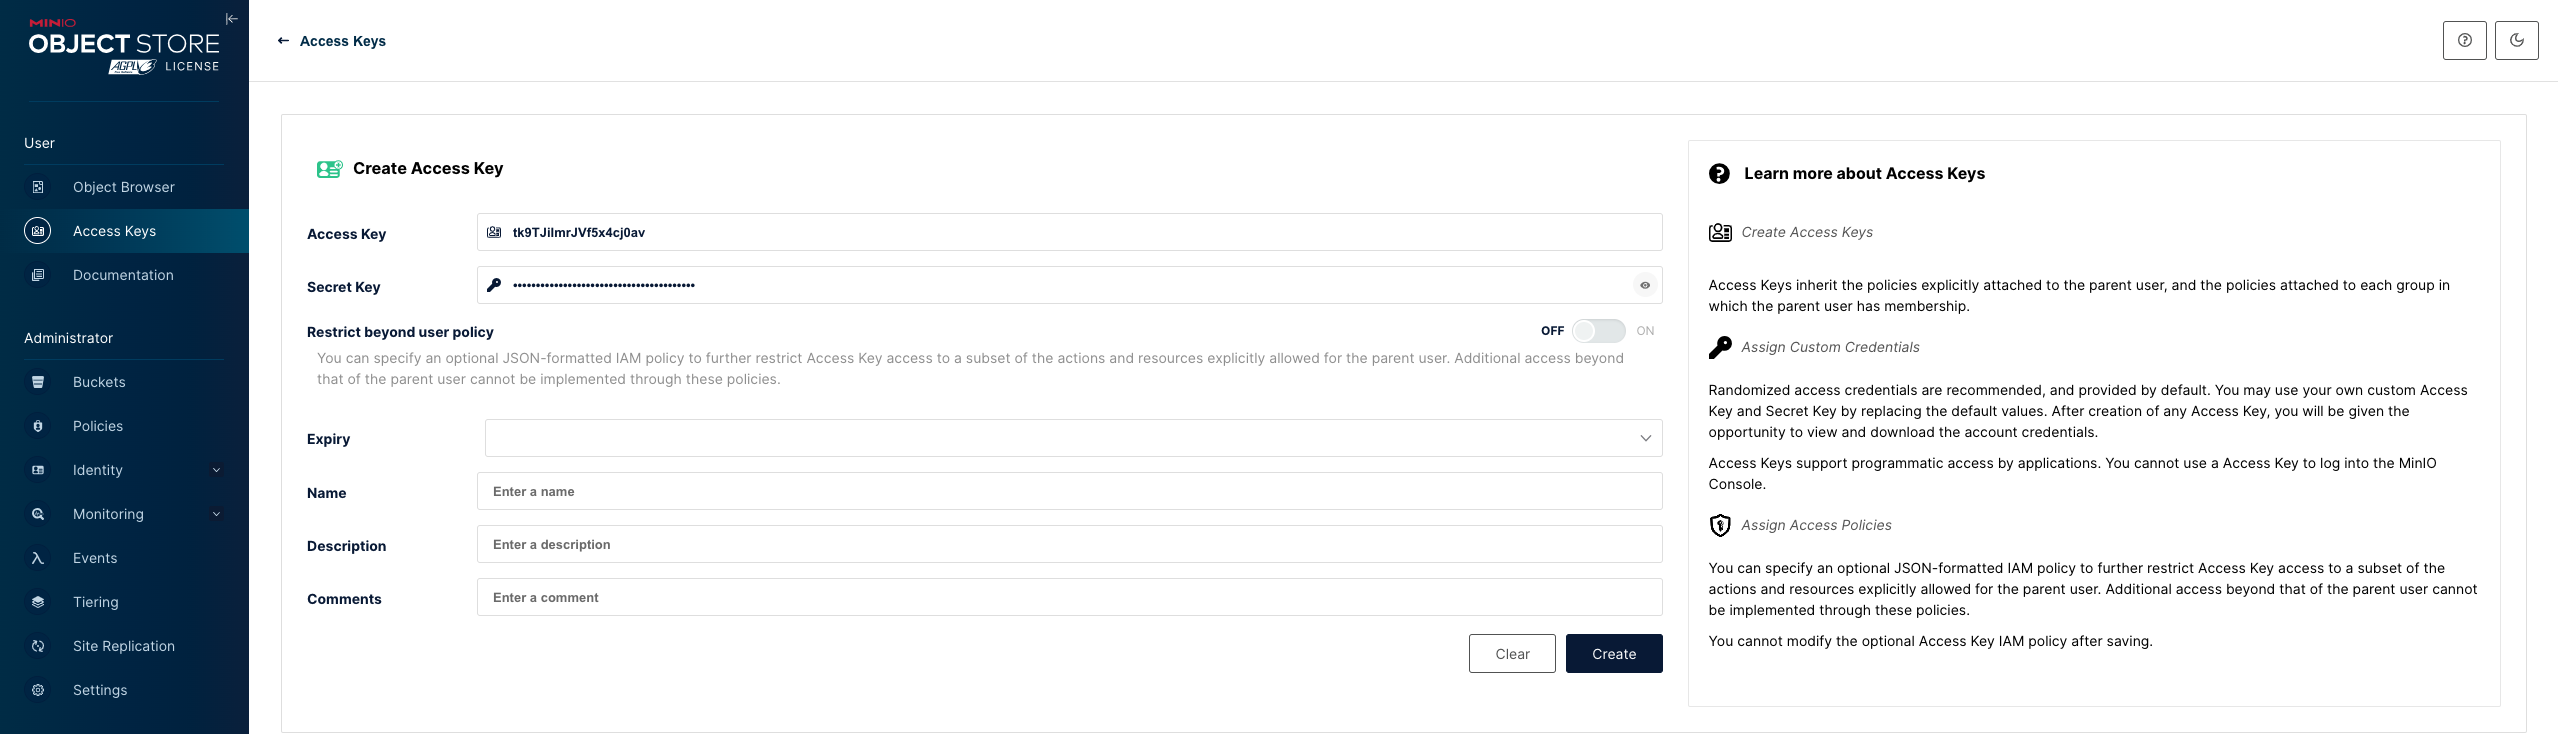 MINIO
OBJECT STORE
AGPLv3 LICENSE
User
Object Browser
Access Keys
Documentation
Administrator
Buckets
Policies
Identity
Monitoring
Events
Tiering
Site Replication
Settings
Access Keys
Create Access Key
Access Key
tk9TJiImrJVf5x4cj0av
Secret Key
••••••••••••••••••••••••••••••••••••••••
Restrict beyond user policy
OFF ON
You can specify an optional JSON-formatted IAM policy to further restrict Access Key access to a subset of the actions and resources explicitly allowed for the parent user. Additional access beyond
that of the parent user cannot be implemented through these policies.
Expiry
Name
Enter a name
Description
Enter a description
Comments
Enter a comment
Clear
Create
Learn more about Access Keys
Create Access Keys
Access Keys inherit the policies explicitly attached to the parent user, and the policies attached to each group in
which the parent user has membership.
Assign Custom Credentials
Randomized access credentials are recommended, and provided by default. You may use your own custom Access
Key and Secret Key by replacing the default values. After creation of any Access Key, you will be given the
opportunity to view and download the account credentials.
Access Keys support programmatic access by applications. You cannot use a Access Key to log into the MinIO
Console.
Assign Access Policies
You can specify an optional JSON-formatted IAM policy to further restrict Access Key access to a subset of the
actions and resources explicitly allowed for the parent user. Additional access beyond that of the parent user cannot
be implemented through these policies.
You cannot modify the optional Access Key IAM policy after saving.